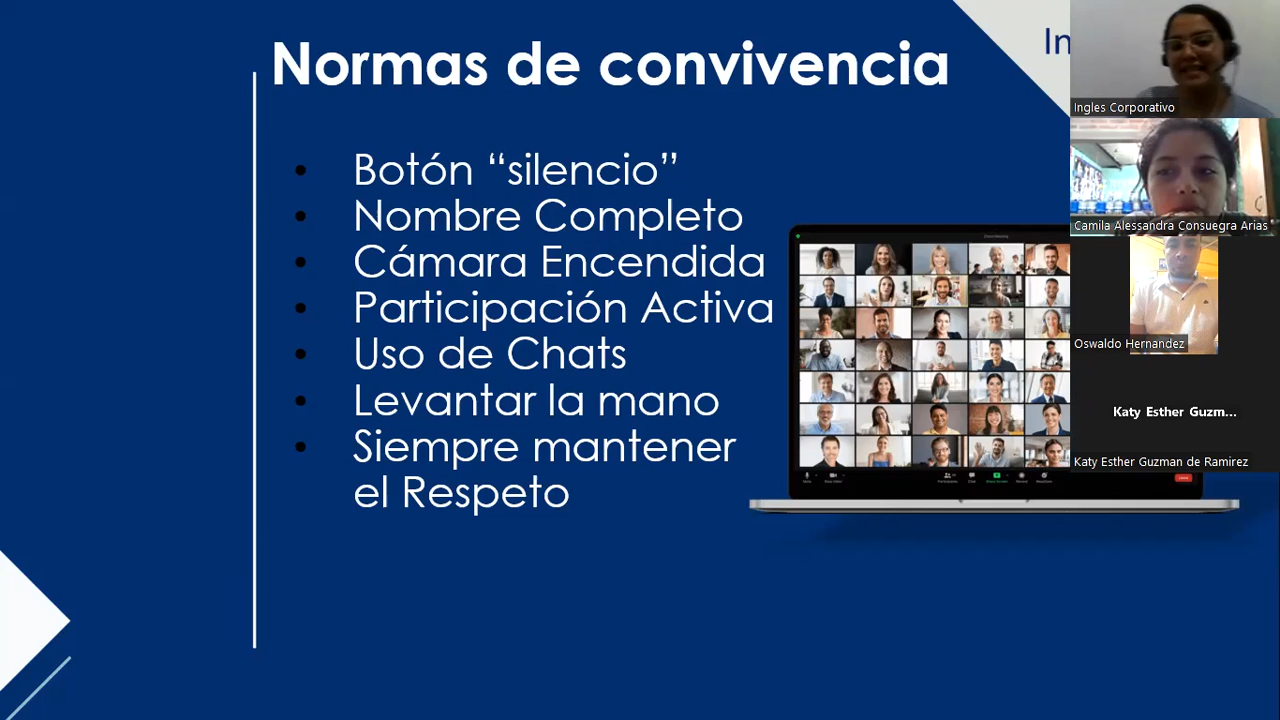 Normas de convivencia
In
• Botón “silencio”
• Nombre Completo
• Cámara Encendida
• Participación Activa
• Uso de Chats
• Levantar la mano
• Siempre mantener
el Respeto
Ingles Corporativo
Camila Alessandra Consuegra Arias
Oswaldo Hernandez
Katy Esther Guzm...
Katy Esther Guzman de Ramirez